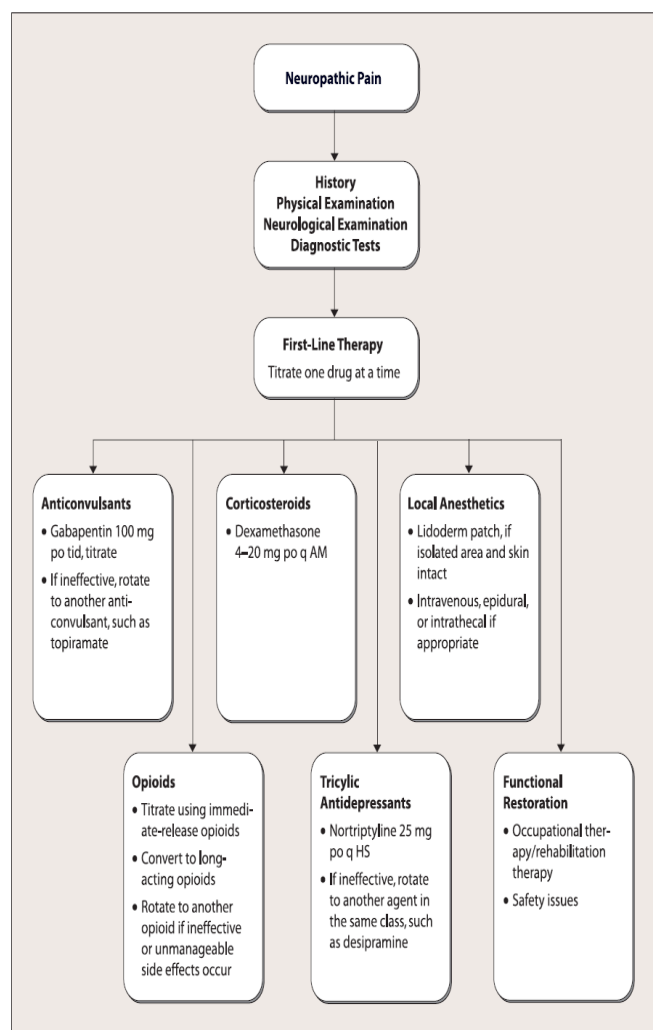 Neuropathic Pain
History
Physical Examination
Neurological Examination
Diagnostic Tests
First-Line Therapy
Titrate one drug at a time
Anticonvulsants
• Gabapentin 100 mg
po tid, titrate
• If ineffective, rotate
to another anti-
convulsant, such as
topiramate
Corticosteroids
• Dexamethasone
4–20 mg po q AM
Local Anesthetics
• Lidoderm patch, if
isolated area and skin
intact
• Intravenous, epidural,
or intrathecal if
appropriate
Opioids
• Titrate using immedi-
ate-release opioids
• Convert to long-
acting opioids
• Rotate to another
opioid if ineffective
or unmanageable
side effects occur
Tricylic
Antidepressants
• Nortriptyline 25 mg
po q HS
• If ineffective, rotate
to another agent in
the same class, such
as desipramine
Functional
Restoration
• Occupational ther-
apy/rehabilitation
therapy
• Safety issues